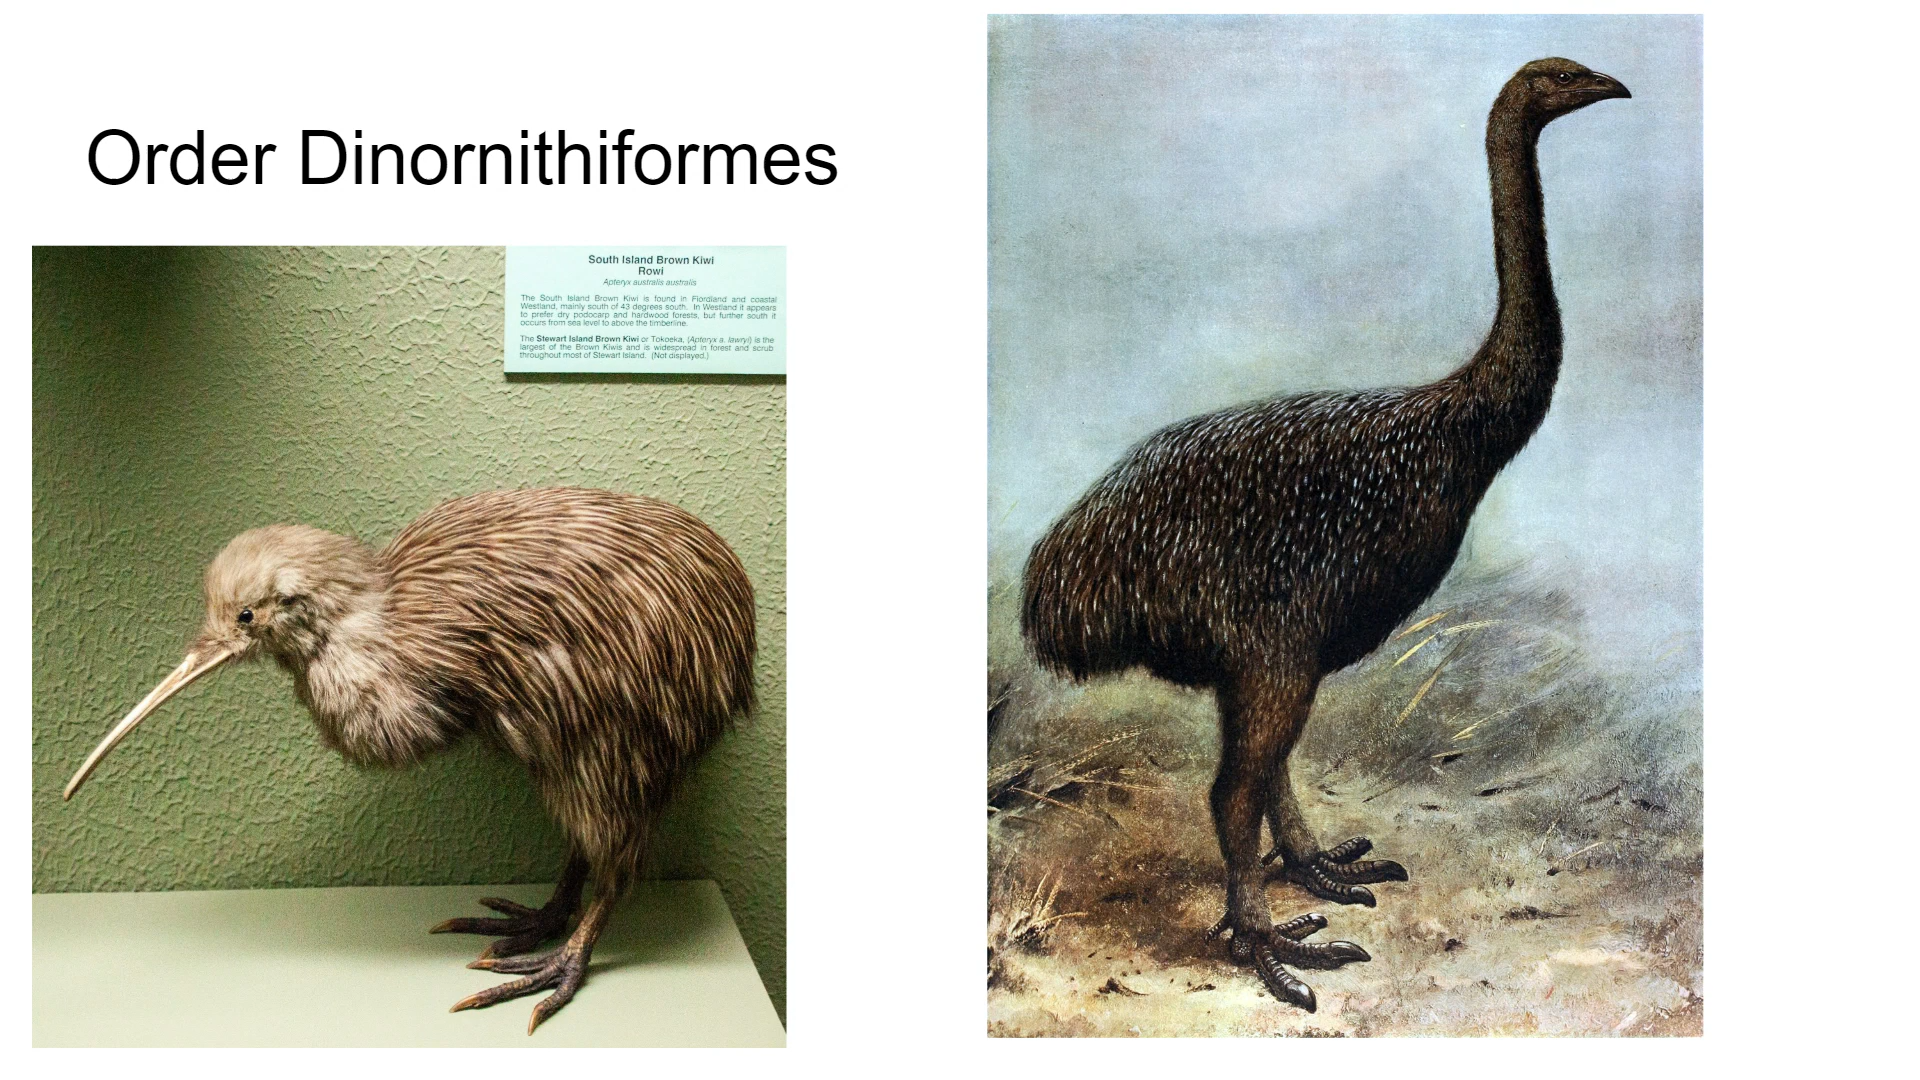 Order Dinornithiformes
South Island Brown Kiwi
Rowi
Apteryx australis australis
The South Island Brown Kiwi is found in Fiordland and coastal
Westland, mainly south of 43 degrees south. In Westland it appears
to prefer dry podocarp and hardwood forests, but further south it
occurs from sea level to above the timberline.
The Stewart Island Brown Kiwi or Tokoeka, (Apteryx a. lawryi) is the
largest of the Brown Kiwis and is widespread in forest and scrub
throughout most of Stewart Island. (Not displayed.)